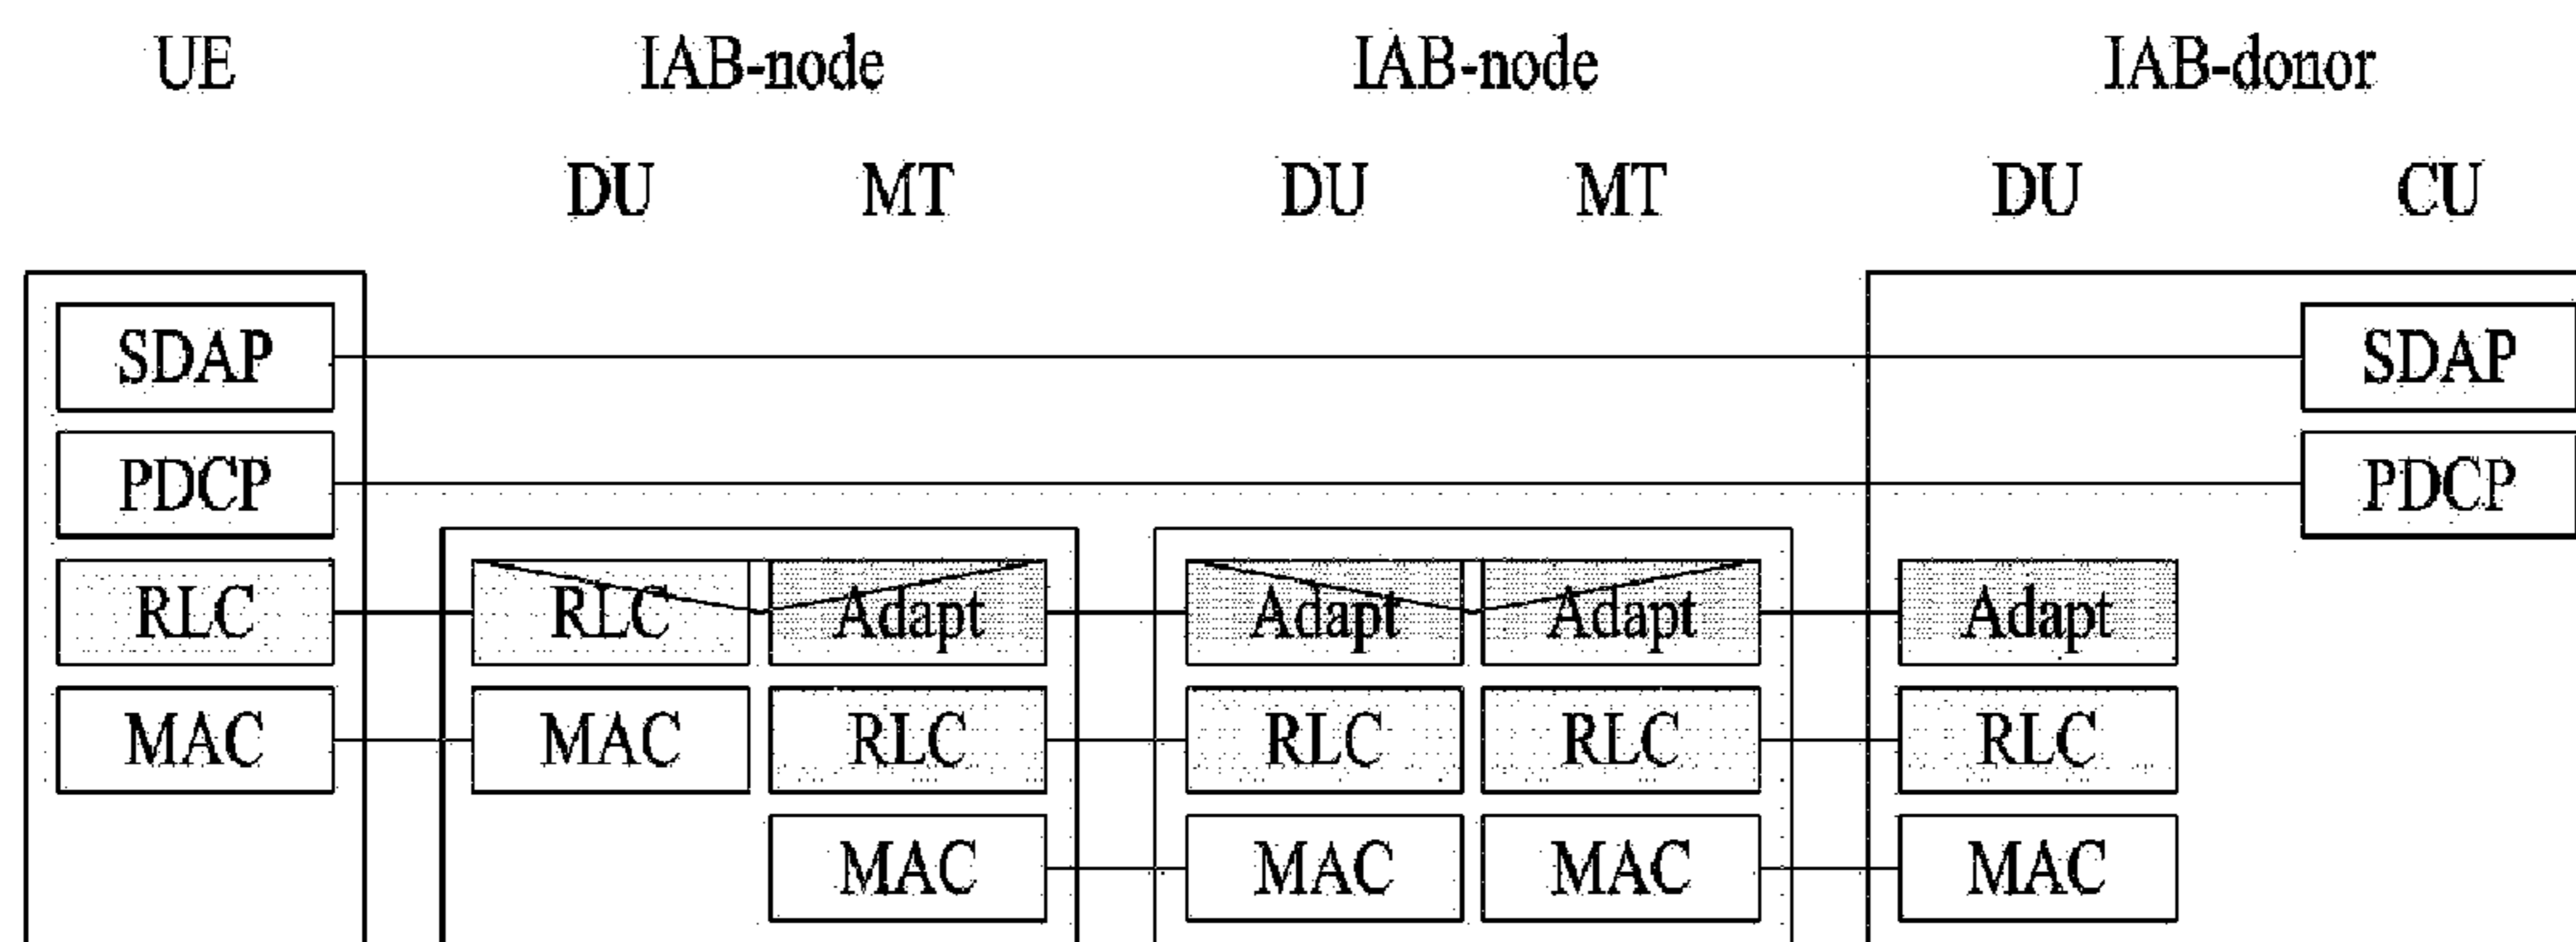 UE IAB-node IAB-node IAB-donor
DU MT DU MT DU CU
SDAP SDAP
PDCP PDCP
RLC RLC Adapt Adapt Adapt Adapt
MAC MAC RLC RLC RLC RLC
MAC MAC MAC MAC